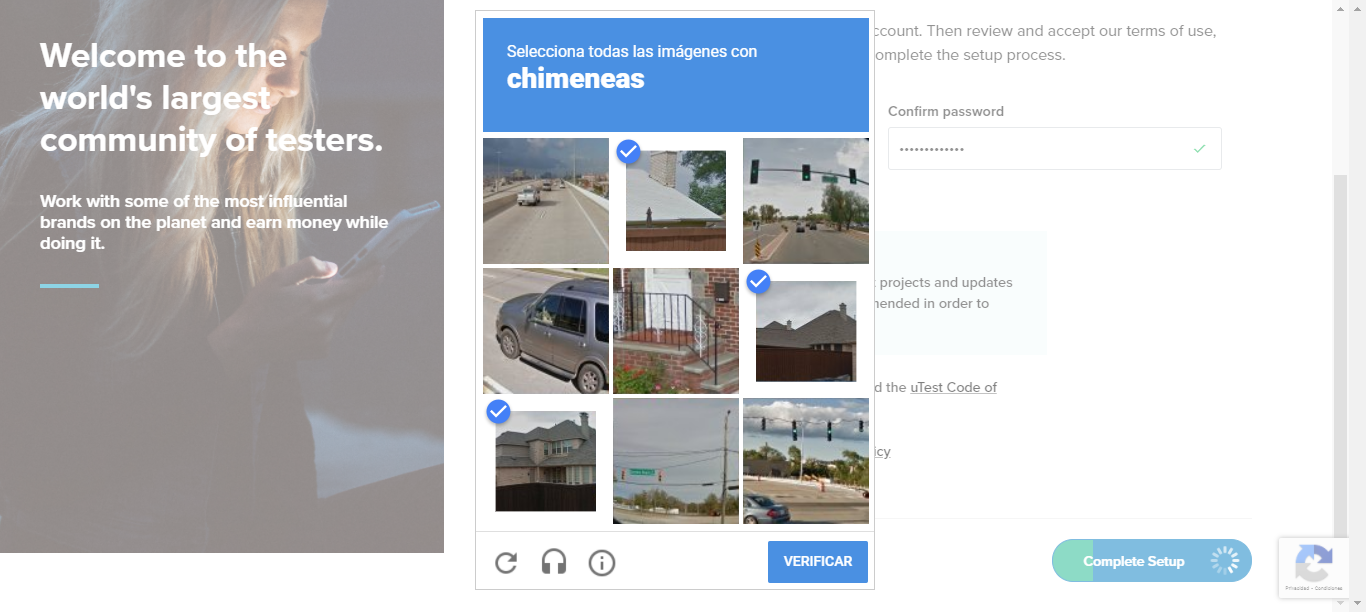 Welcome to the
world's largest
community of testers.
Work with some of the most influential
brands on the planet and earn money while
doing it.
Selecciona todas las imágenes con
chimeneas
VERIFICAR
ccount. Then review and accept our terms of use,
omplete the setup process.
Confirm password
•••••••••••••
projects and updates
nended in order to
d the uTest Code of
icy
Complete Setup
Privacidad - Condiciones